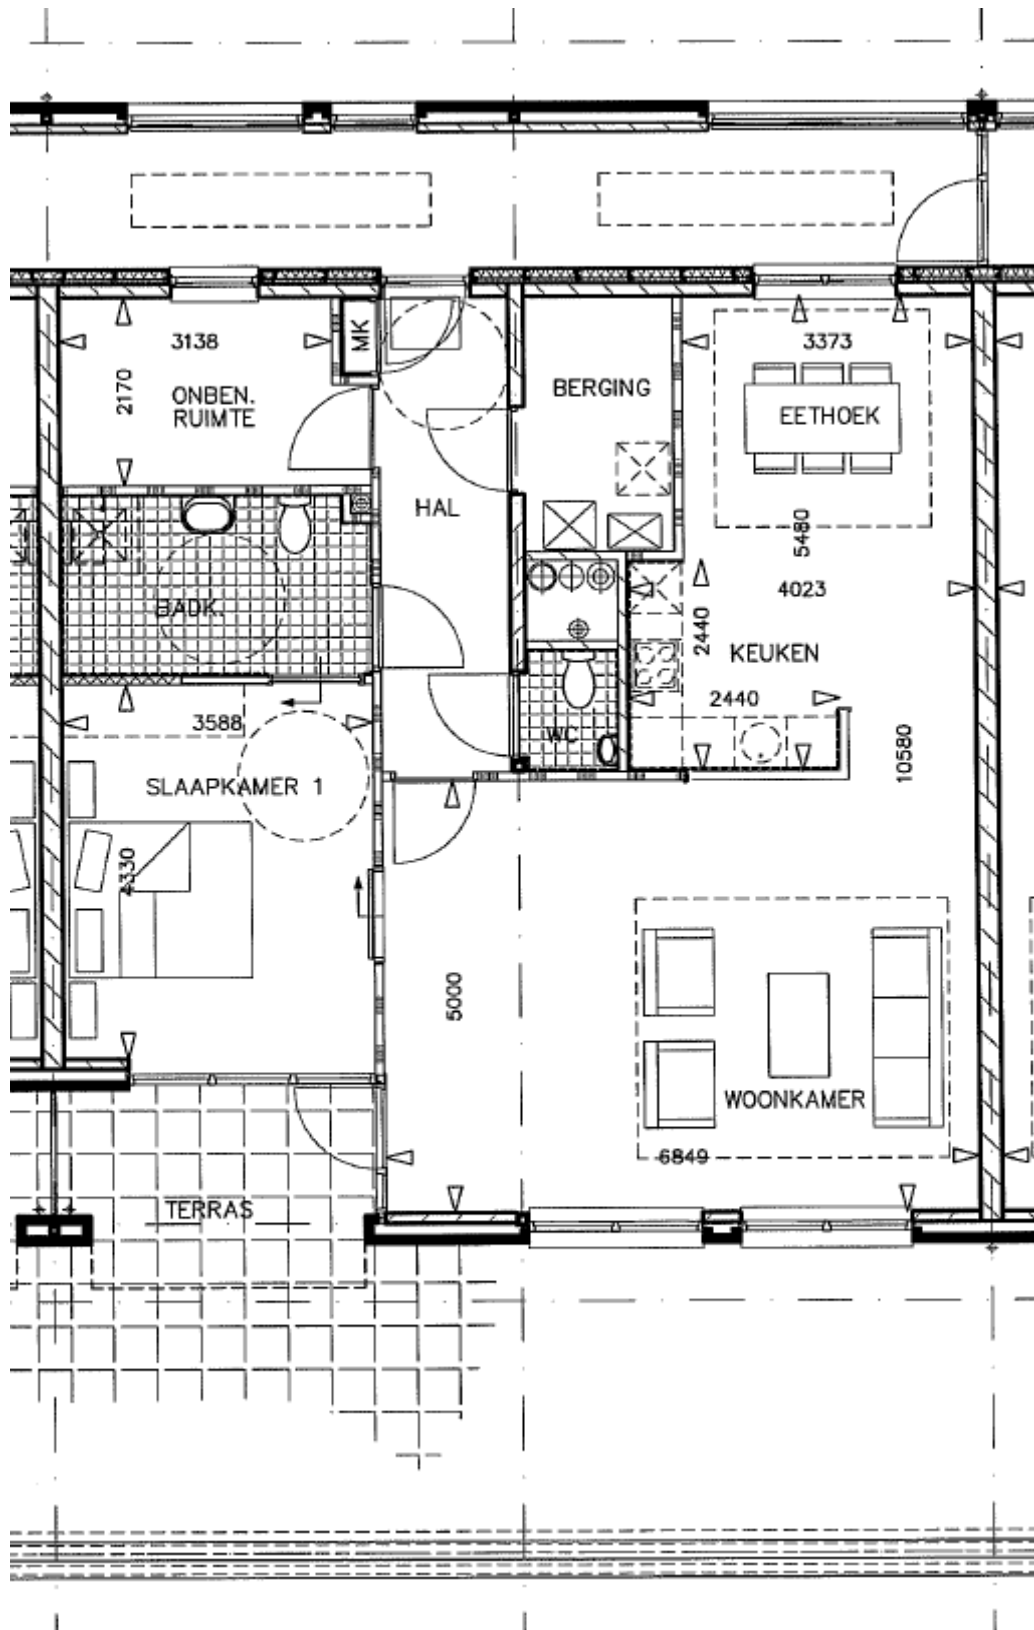 3138
MK
3373
2170
ONBEN.
RUIMTE
BERGING
EETHOEK
HAL
5480
4023
BADK.
2440
KEUKEN
2440
3588
WC
10580
SLAAPKAMER 1
4330
5000
WOONKAMER
6849
TERRAS